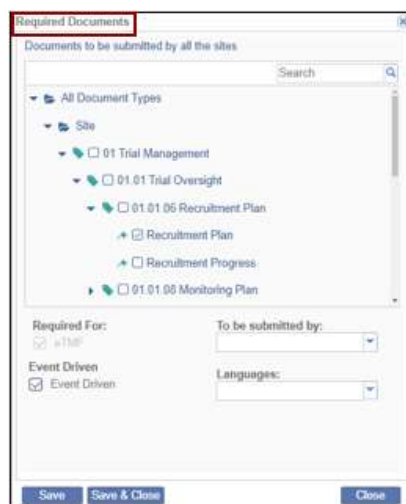 Required Documents
Documents to be submitted by all the sites
Search
All Document Types
Site
01 Trial Management
01.01 Trial Oversight
01.01.06 Recruitment Plan
Recruitment Plan
Recruitment Progress
01.01.08 Monitoring Plan
Required For:
To be submitted by:
eTMF
Event Driven
Languages:
Event Driven
Save
Save & Close
Close